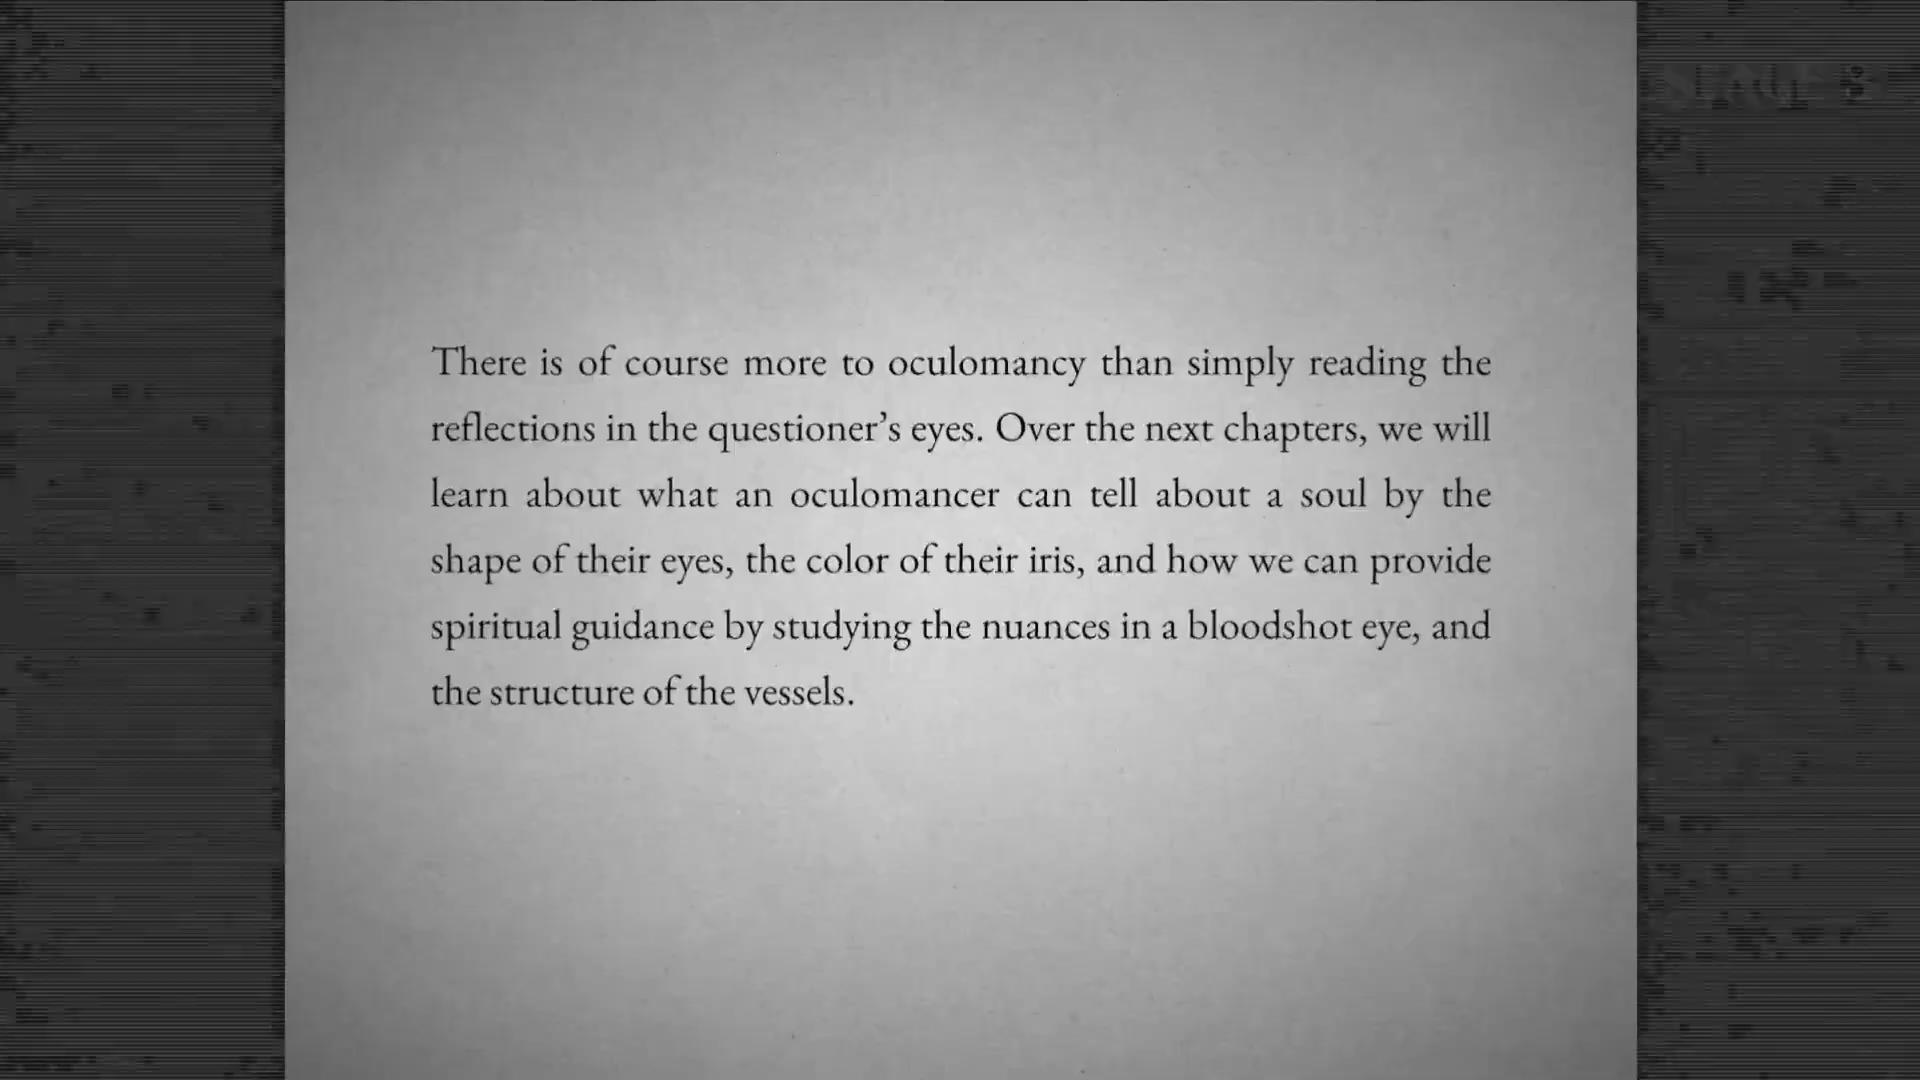 There is of course more to oculomancy than simply reading the
reflections in the questioner's eyes. Over the next chapters, we will
learn about what an oculomancer can tell about a soul by the
shape of their eyes, the color of their iris, and how we can provide
spiritual guidance by studying the nuances in a bloodshot eye, and
the structure of the vessels.